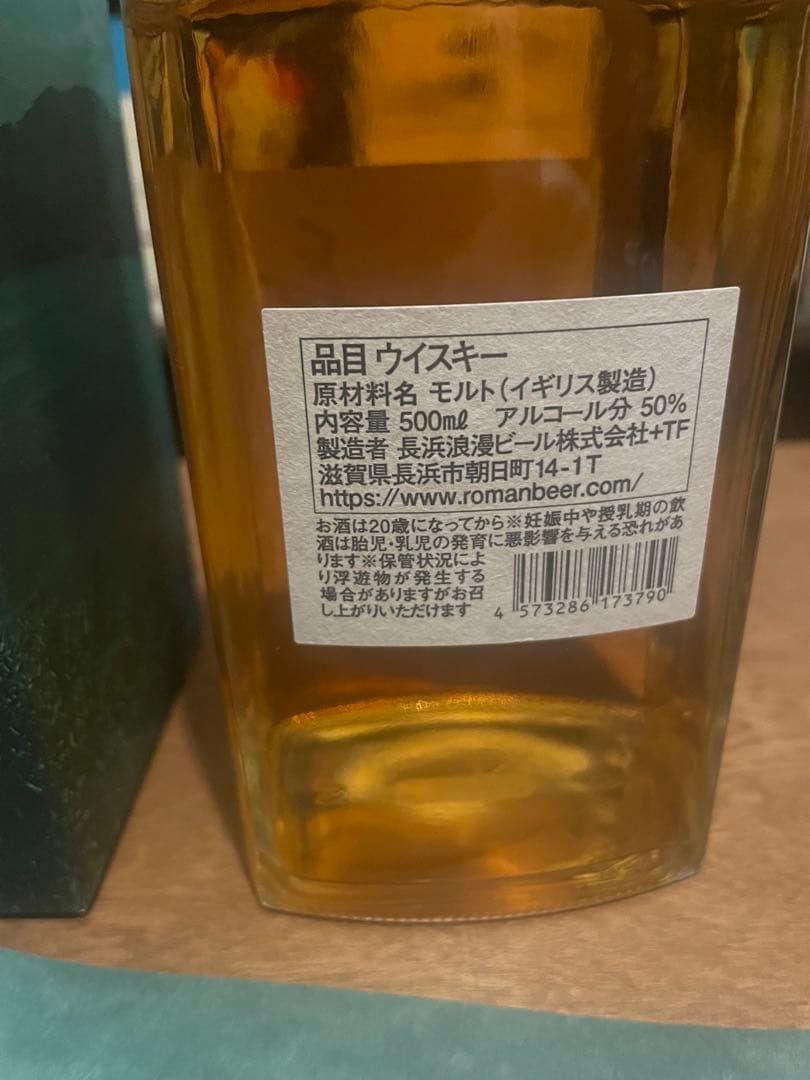 品目 ウイスキー
原材料名 モルト(イギリス製造)
内容量 500㎖ アルコール分 50%
製造者 長浜浪漫ビール株式会社+TF
滋賀県長浜市朝日町14-1T
https://www.romanbeer.com/
お酒は20歳になってから※妊娠中や授乳期の飲
酒は胎児・乳児の発育に悪影響を与える恐れがあ
ります※保管状況によ
り浮遊物が発生する
場合がありますがお召
し上がりいただけます
4 573286 173790